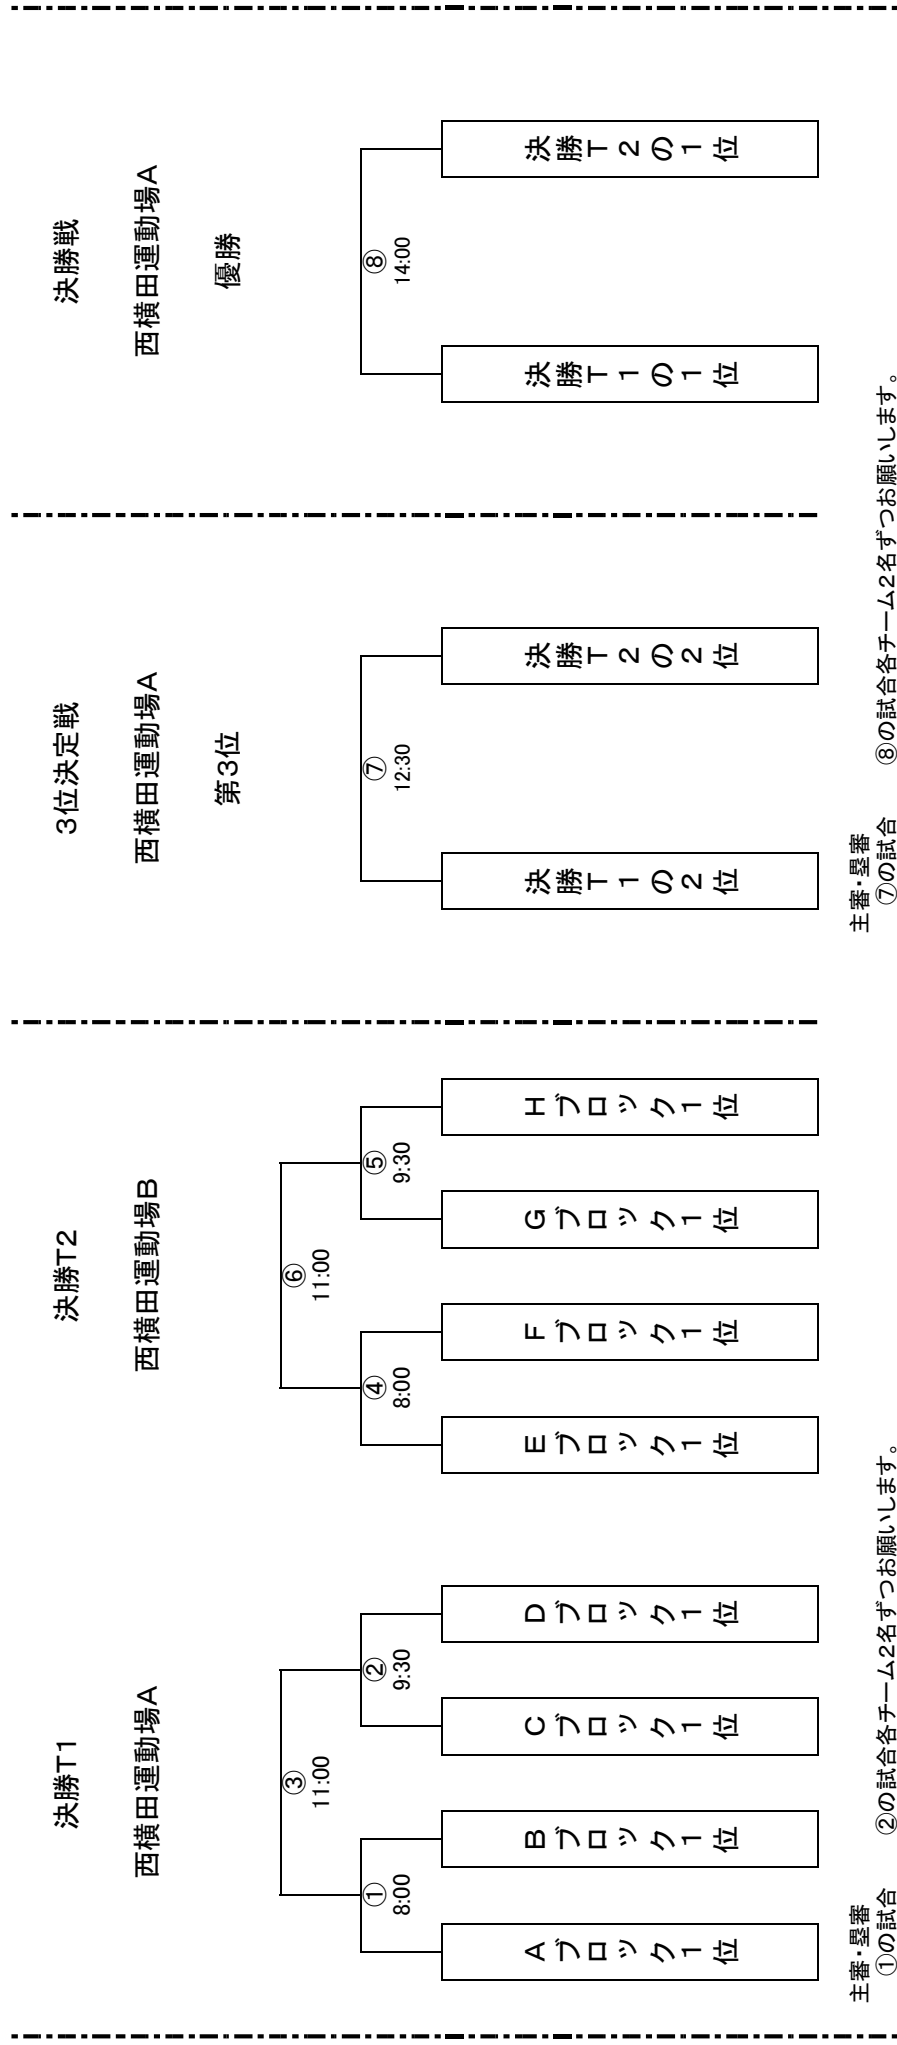 決勝T1
西横田運動場A
③
11:00
①
8:00
②
9:30
Aブロック1位
Bブロック1位
Cブロック1位
Dブロック1位
主審・塁審
①の試合 ②の試合各チーム2名ずつお願いします。
決勝T2
西横田運動場B
⑥
11:00
④
8:00
⑤
9:30
Eブロック1位
Fブロック1位
Gブロック1位
Hブロック1位
3位決定戦
西横田運動場A
第3位
⑦
12:30
決勝T1の2位
決勝T2の2位
主審・塁審
⑦の試合 ⑧の試合各チーム2名ずつお願いします。
決勝戦
西横田運動場A
優勝
⑧
14:00
決勝T1の1位
決勝T2の1位